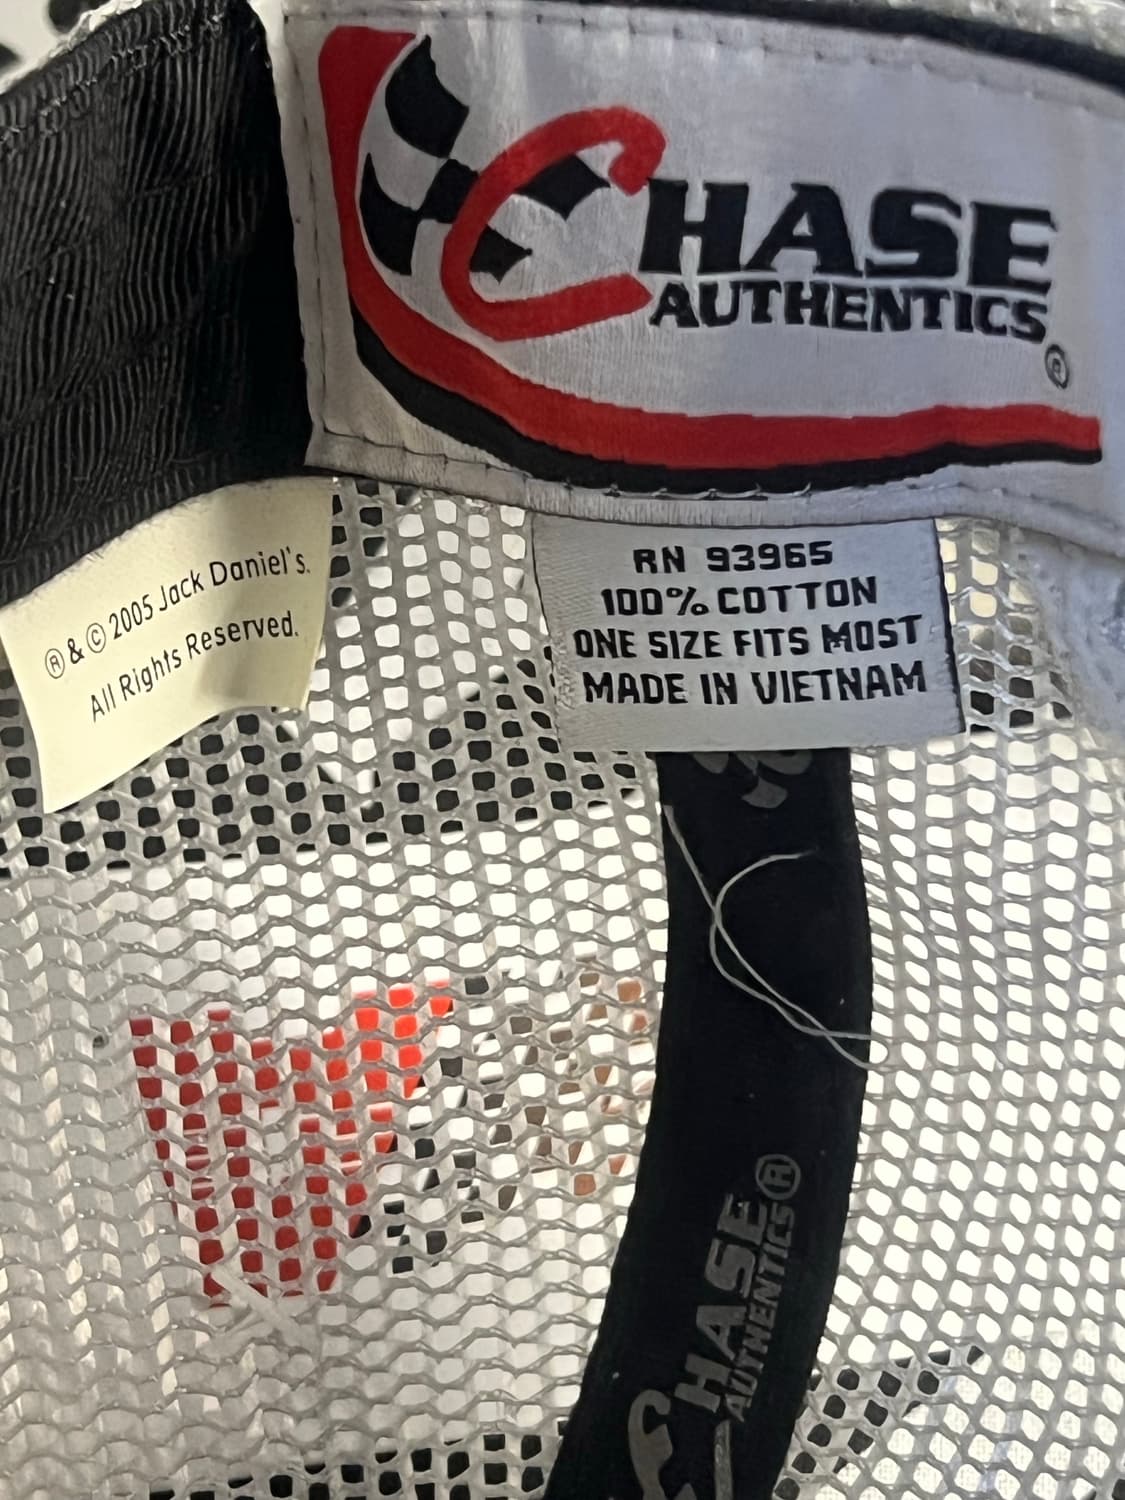 CHASE
AUTHENTICS
®
® & © 2005 Jack Daniel's.
All Rights Reserved.
RN 93965
100% COTTON
ONE SIZE FITS MOST
MADE IN VIETNAM
CHASE
AUTHENTICS®